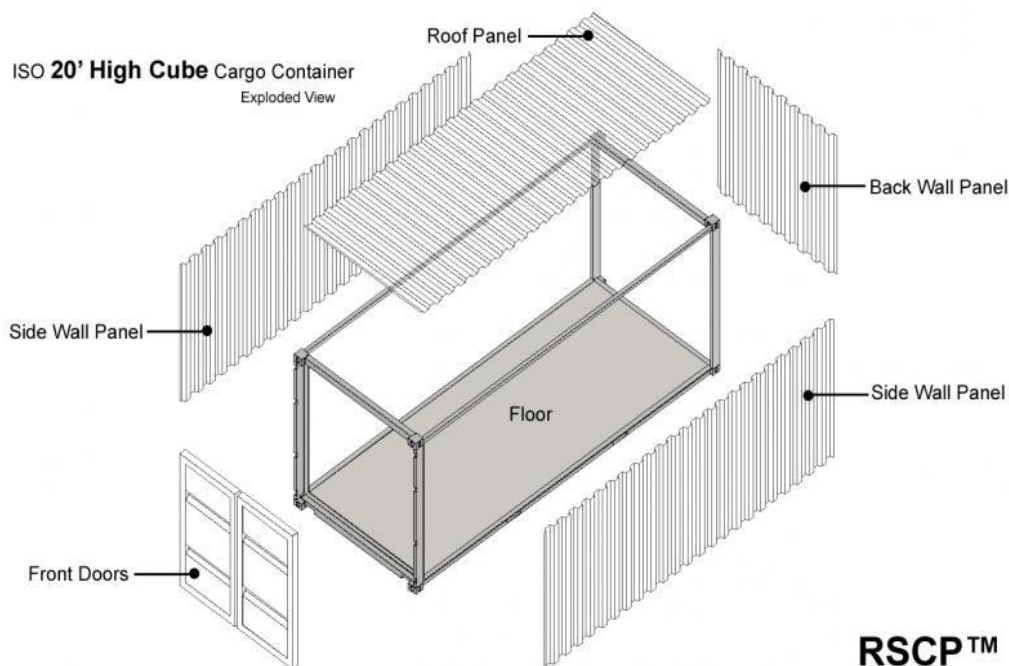 Roof Panel
ISO 20’ High Cube Cargo Container
Exploded View
Back Wall Panel
Side Wall Panel
Side Wall Panel
Floor
Front Doors
RSCP™